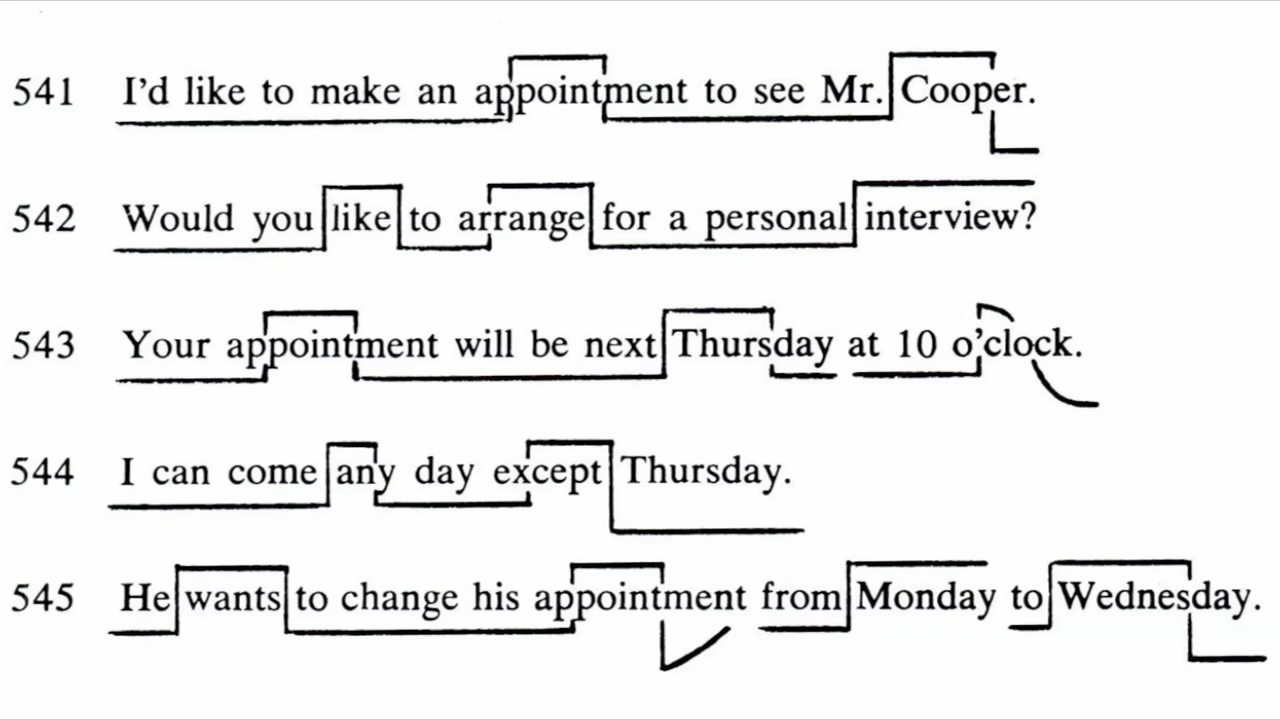 541 I'd like to make an appointment to see Mr. Cooper.
542 Would you like to arrange for a personal interview?
543 Your appointment will be next Thursday at 10 o'clock.
544 I can come any day except Thursday.
545 He wants to change his appointment from Monday to Wednesday.